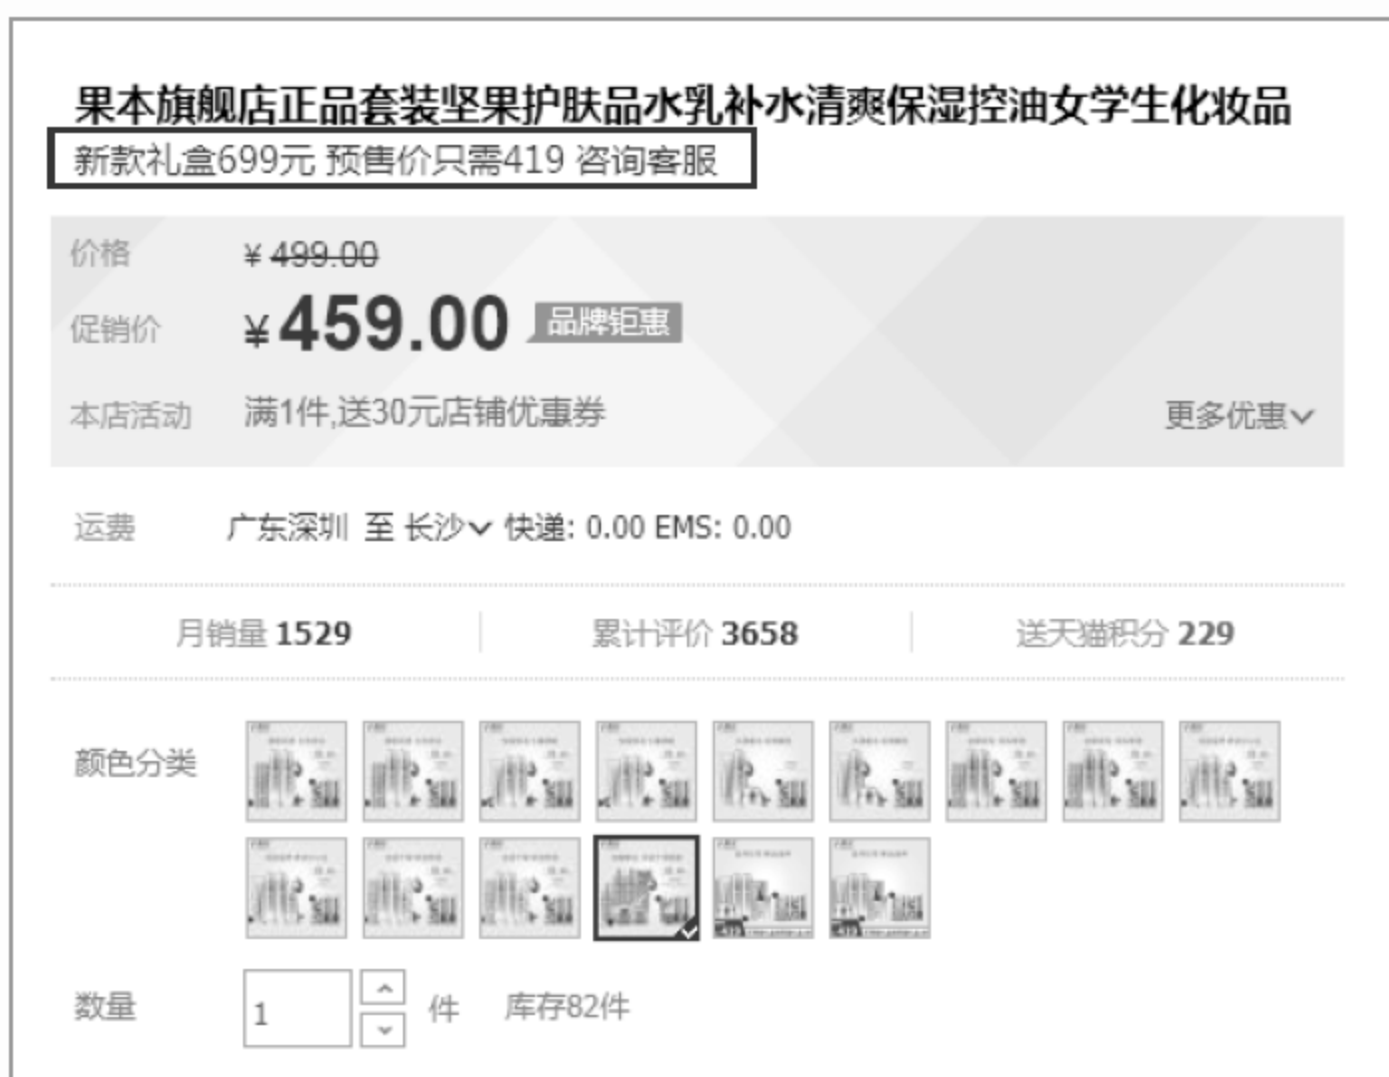 果本旗舰店正品套装坚果护肤品水乳补水清爽保湿控油女学生化妆品
新款礼盒699元 预售价只需419 咨询客服
价格 ¥ 499.00
促销价 ¥ 459.00 品牌钜惠
本店活动 满1件,送30元店铺优惠券 更多优惠
运费 广东深圳 至 长沙 快递: 0.00 EMS: 0.00
月销量 1529 累计评价 3658 送天猫积分 229
颜色分类
数量 1 件 库存82件